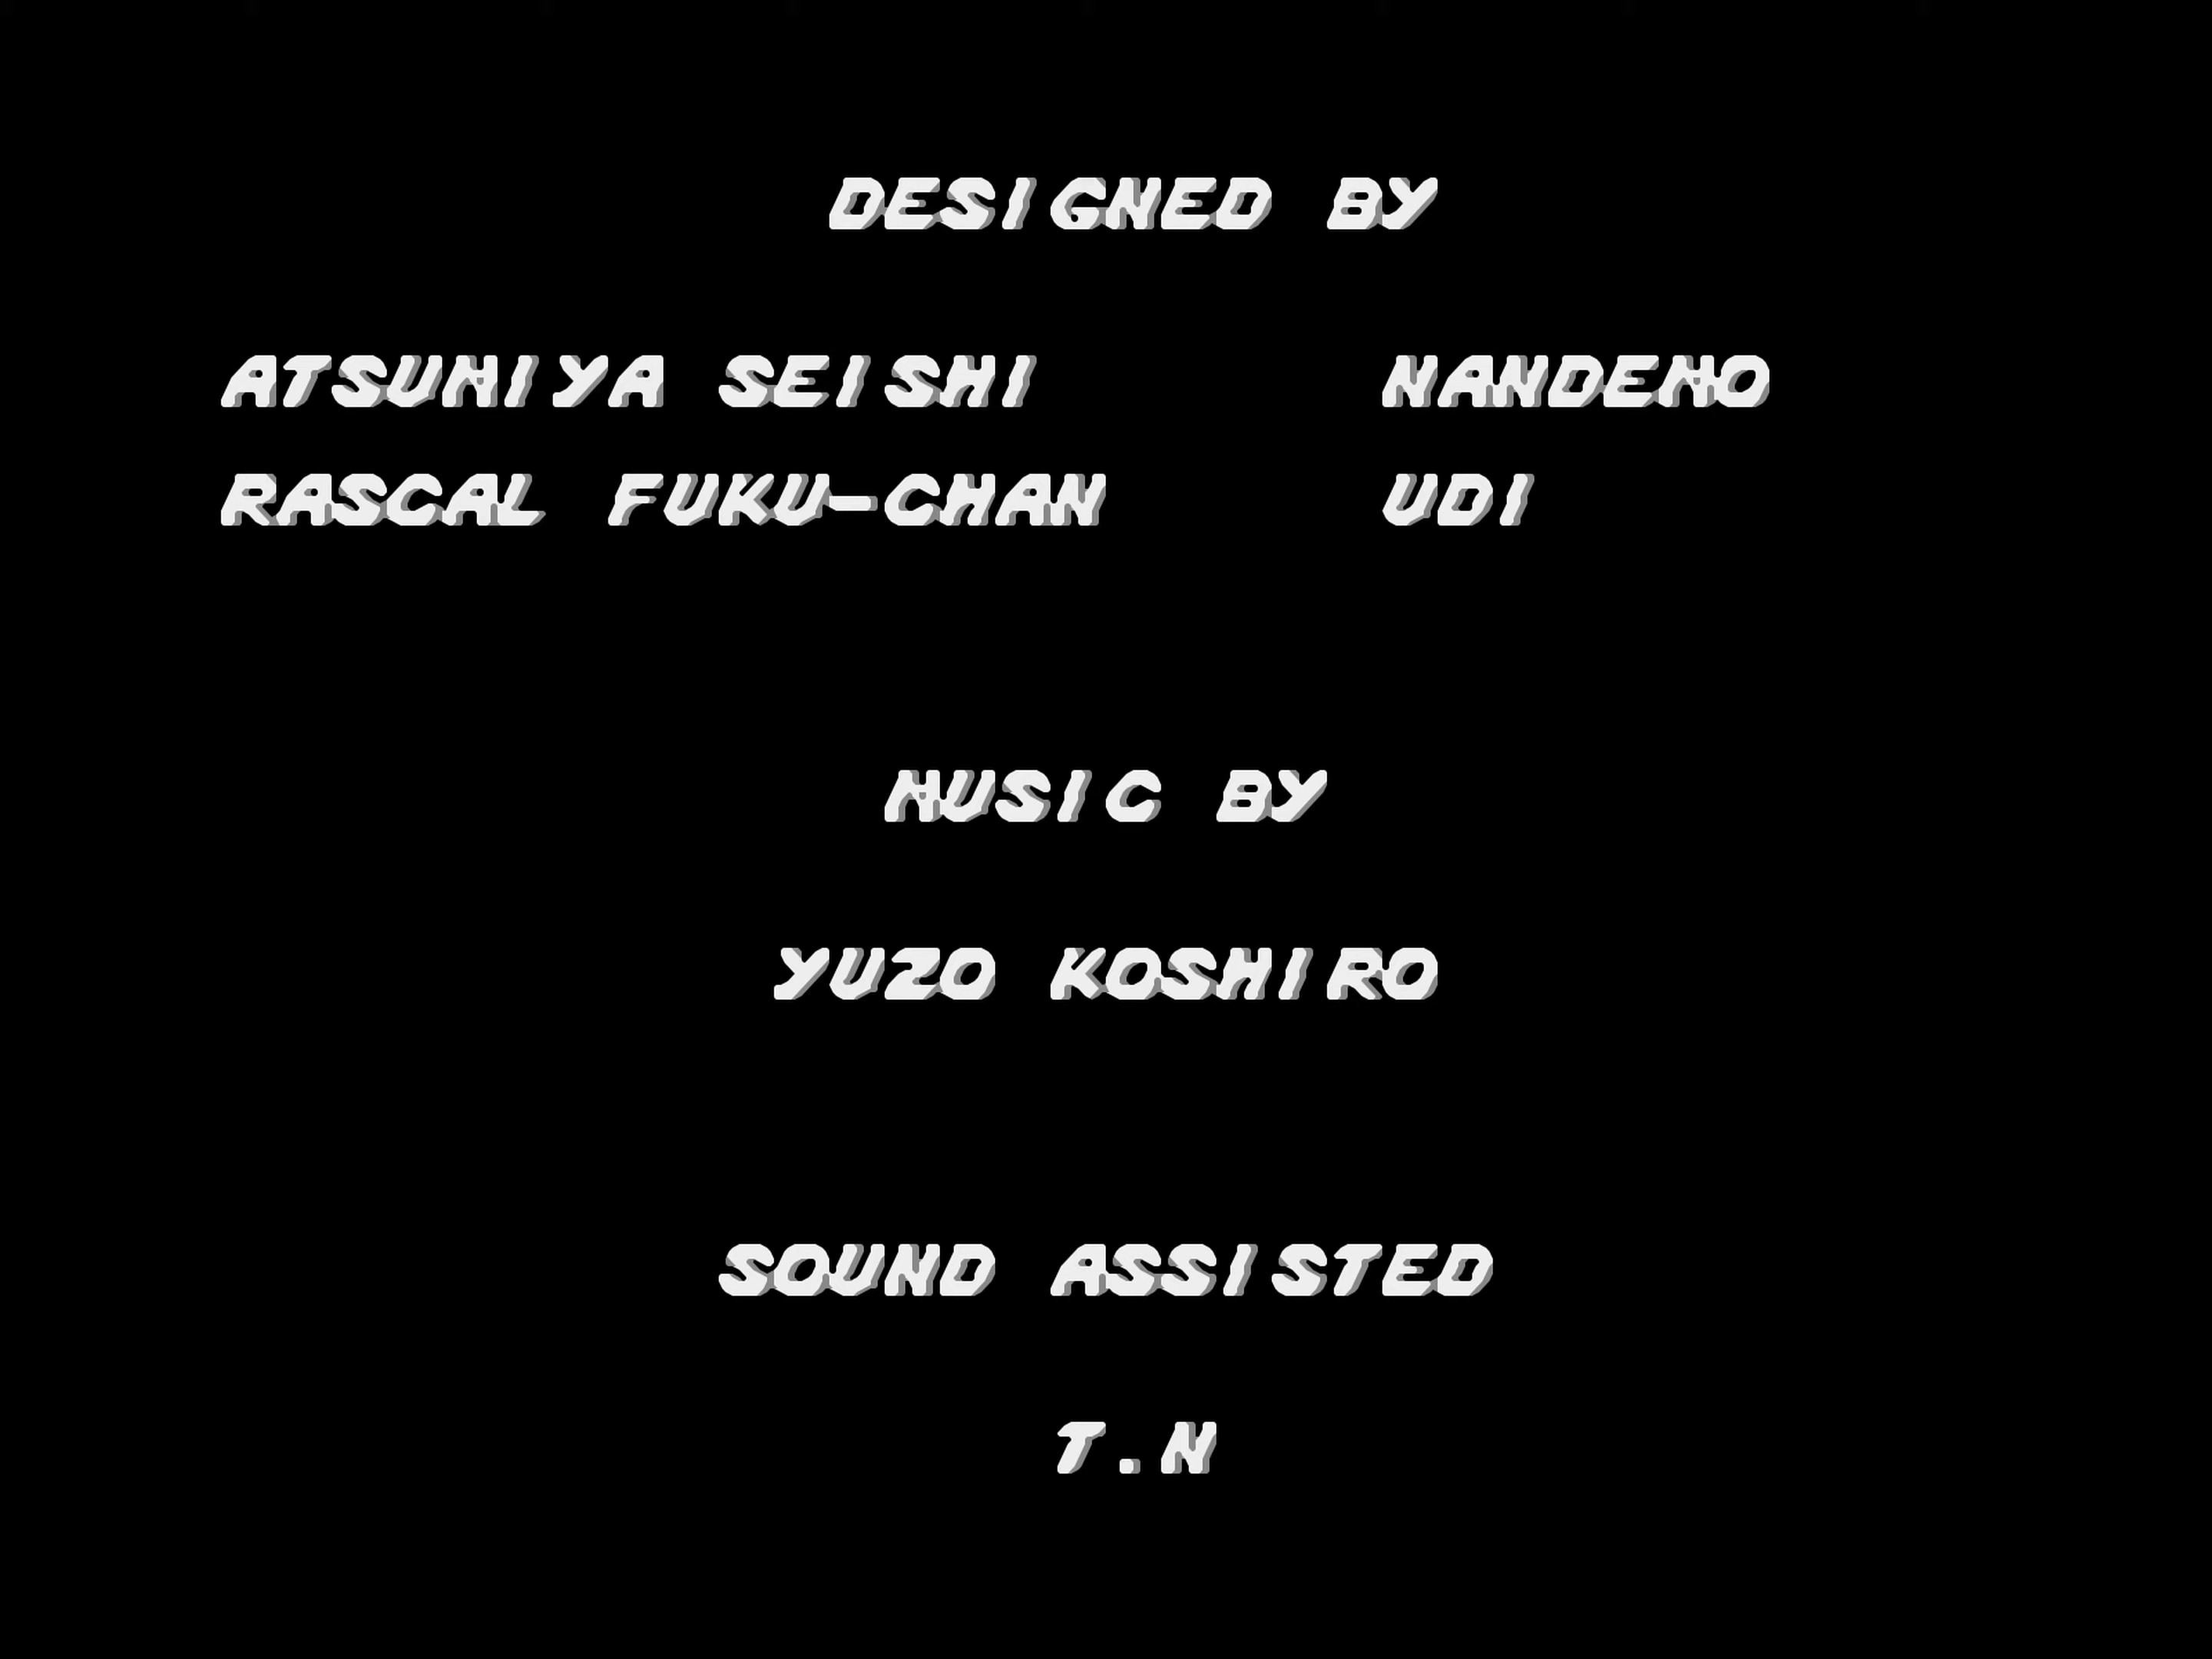 DESIGNED BY
ATSUMIYA SEISHI NANDEMO
RASCAL FUKU-CHAN UDI
MUSIC BY
YUZO KOSHIRO
SOUND ASSISTED
T.N